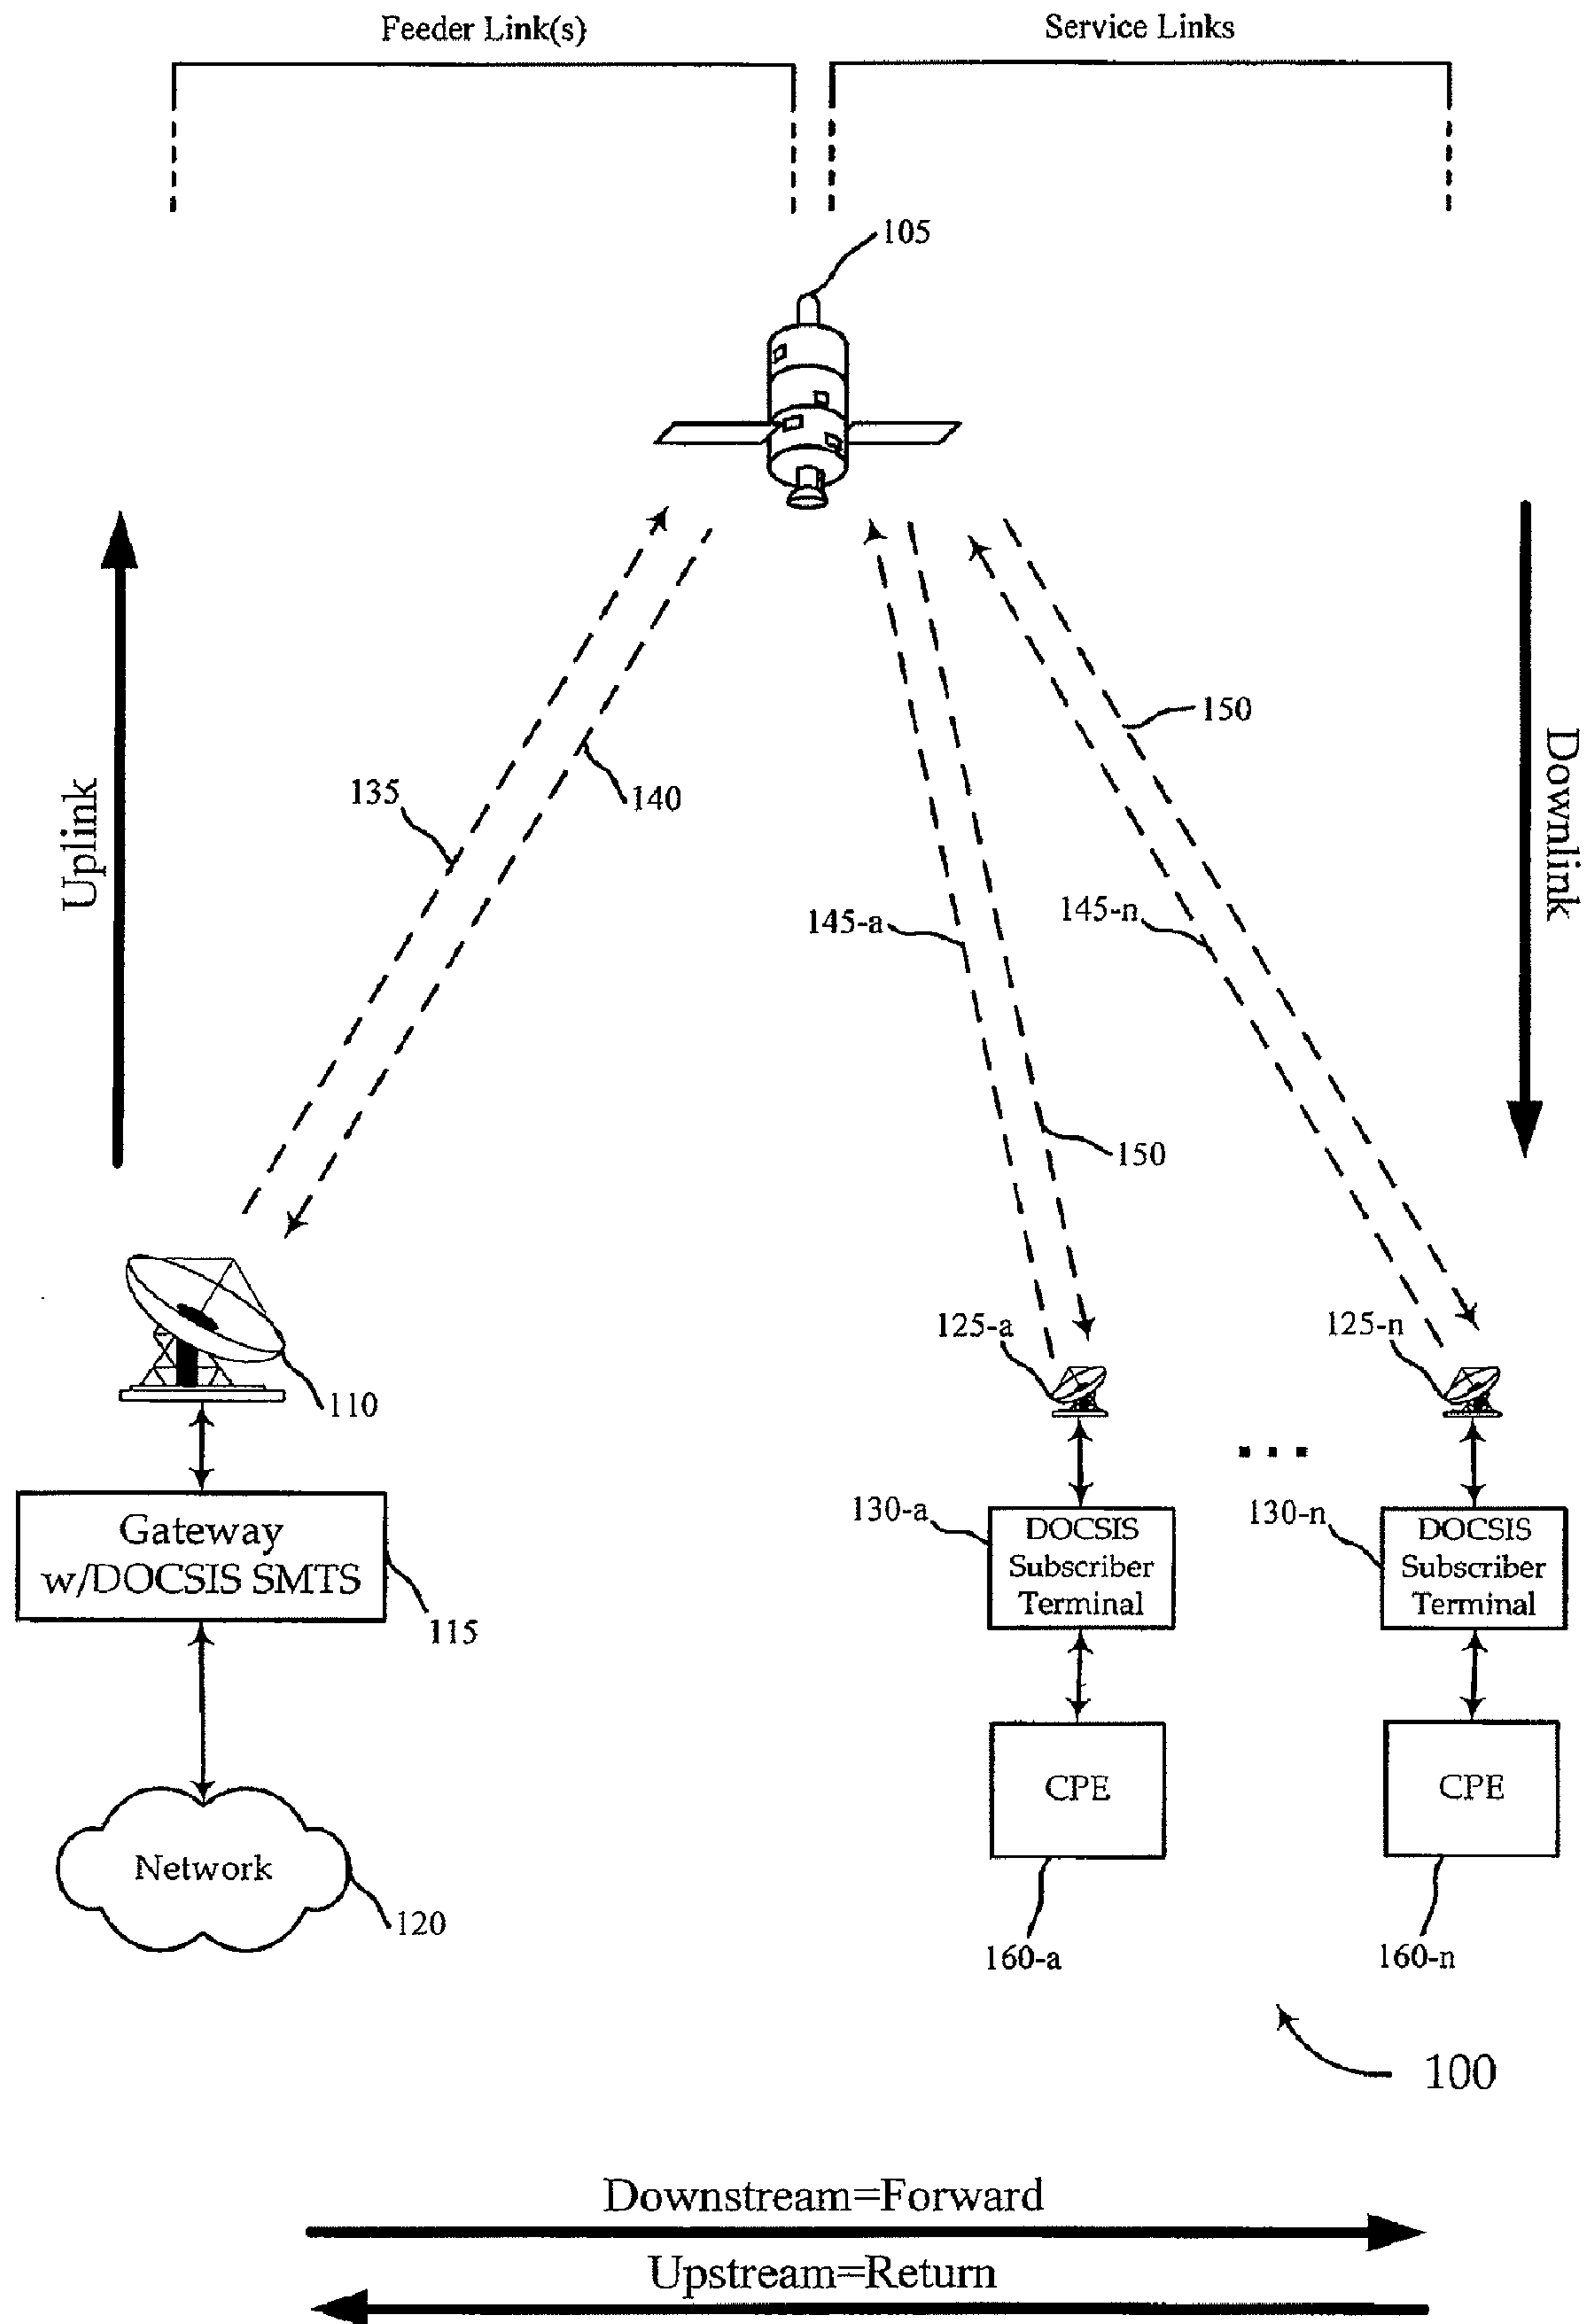 Feeder Link(s)
Service Links
105
Uplink
Downlink
150
135
140
145-a
145-n
150
125-a
125-n
110
Gateway
w/DOCSIS SMTS
115
130-a
DOCSIS
Subscriber
Terminal
130-n
DOCSIS
Subscriber
Terminal
CPE
CPE
Network
120
160-a
160-n
100
Downstream=Forward
Upstream=Return